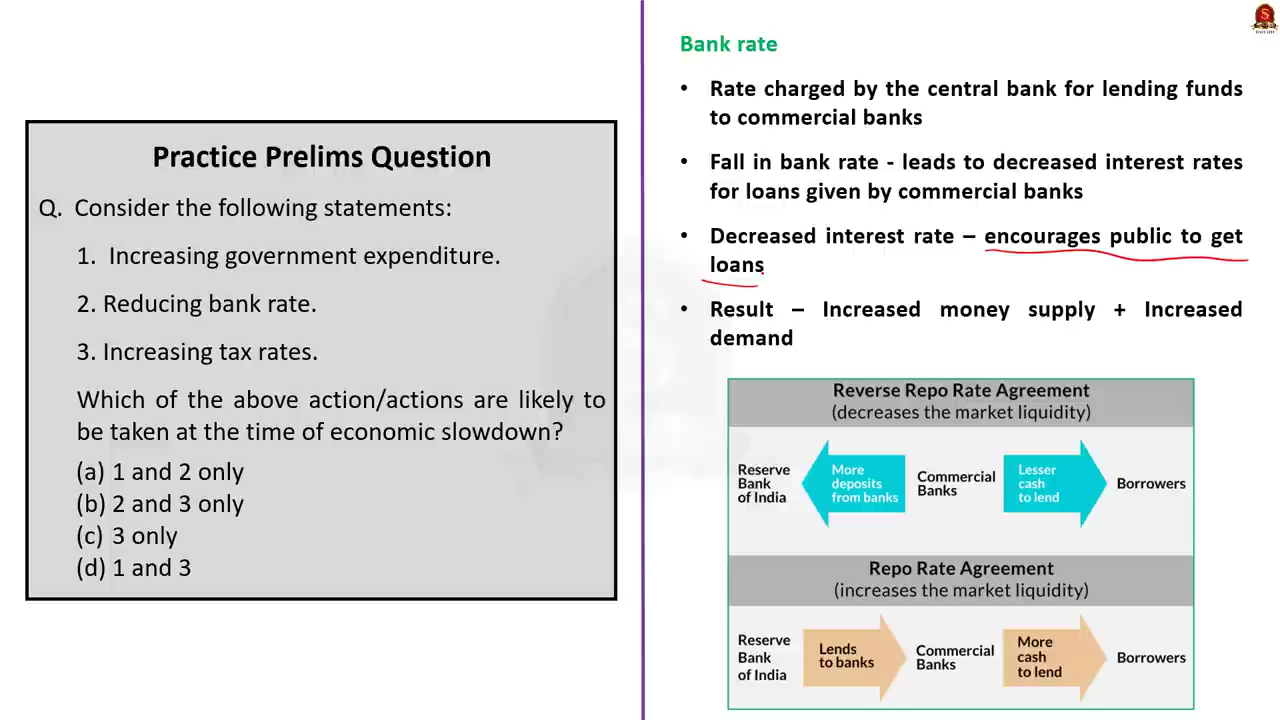 Practice Prelims Question
Q. Consider the following statements:
1. Increasing government expenditure.
2. Reducing bank rate.
3. Increasing tax rates.
Which of the above action/actions are likely to
be taken at the time of economic slowdown?
(a) 1 and 2 only
(b) 2 and 3 only
(c) 3 only
(d) 1 and 3
Bank rate
• Rate charged by the central bank for lending funds
to commercial banks
• Fall in bank rate - leads to decreased interest rates
for loans given by commercial banks
• Decreased interest rate – encourages public to get
loans
• Result – Increased money supply + Increased
demand
Reverse Repo Rate Agreement
(decreases the market liquidity)
Reserve
Bank
of India
More
deposits
from banks
Commercial
Banks
Lesser
cash
to lend
Borrowers
Repo Rate Agreement
(increases the market liquidity)
Reserve
Bank
of India
Lends
to banks
Commercial
Banks
More
cash
to lend
Borrowers